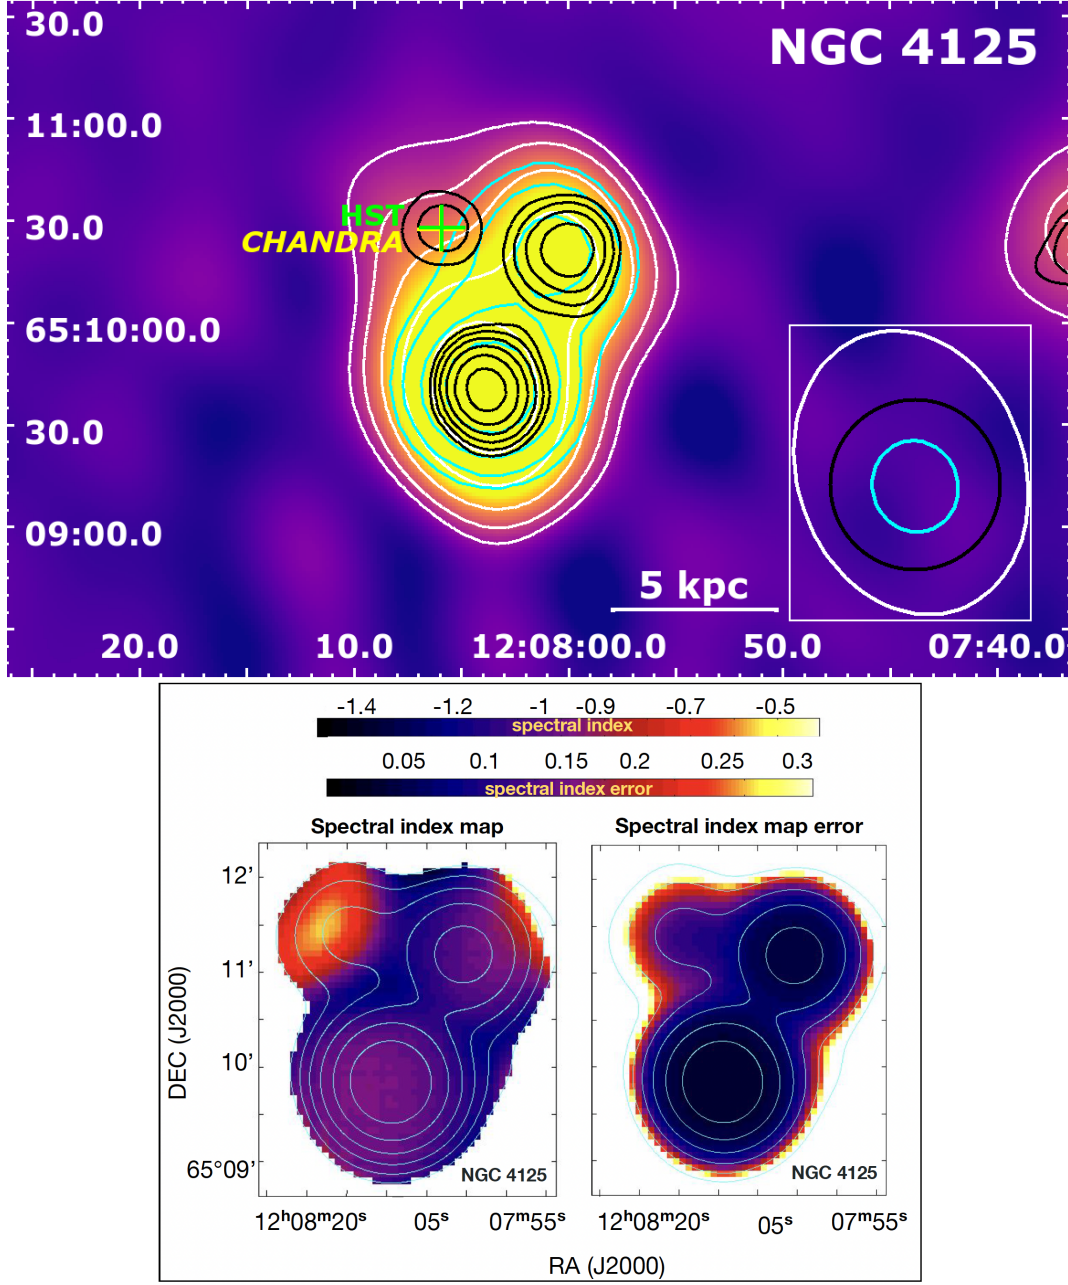 30.0
NGC 4125
11:00.0
30.0
HST
CHANDRA
65:10:00.0
30.0
09:00.0
5 kpc
20.0 10.0 12:08:00.0 50.0 07:40.0
-1.4 -1.2 -1 -0.9 -0.7 -0.5
spectral index
0.05 0.1 0.15 0.2 0.25 0.3
spectral index error
Spectral index map
Spectral index map error
12'
11'
10'
65°09'
DEC (J2000)
NGC 4125
NGC 4125
12ʰ08ᵐ20ˢ 05ˢ 07ᵐ55ˢ
12ʰ08ᵐ20ˢ 05ˢ 07ᵐ55ˢ
RA (J2000)